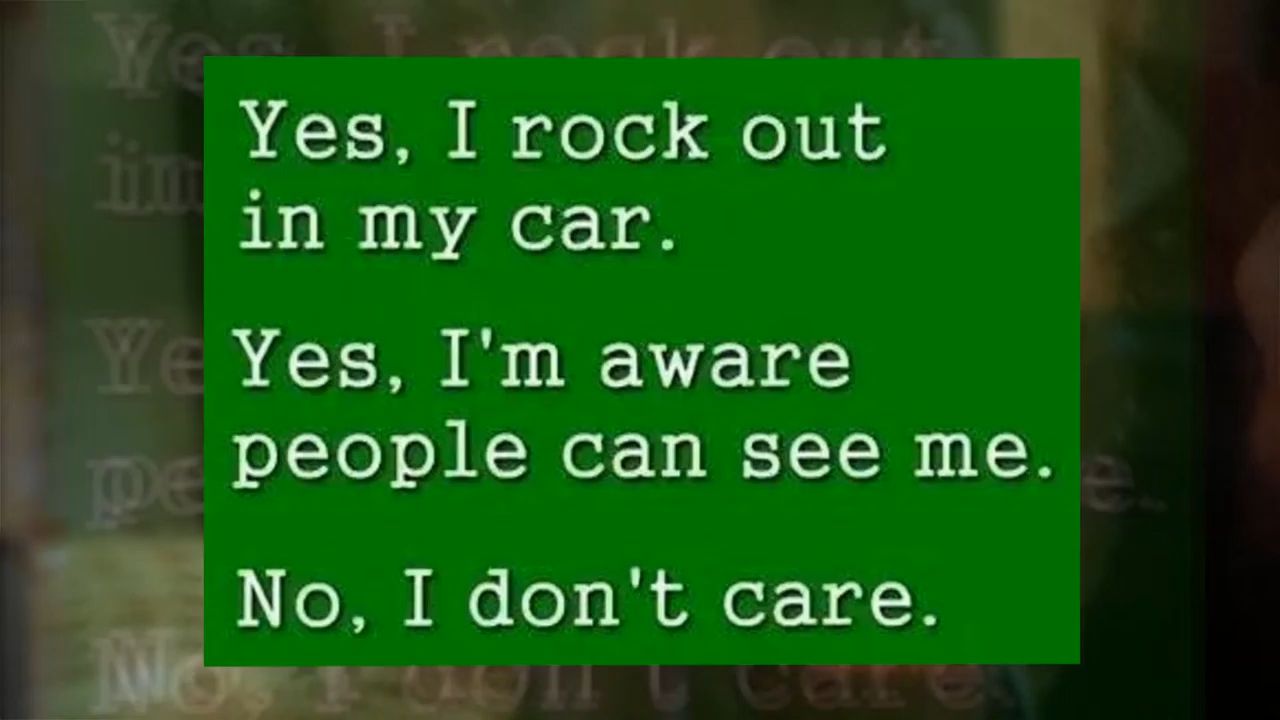 Yes, I rock out
in my car.
Yes, I'm aware
people can see me.
No, I don't care.